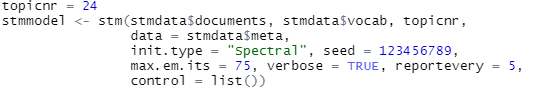 topicnr = 24
stmmodel <- stm(stmdata$documents, stmdata$vocab, topicnr,
data = stmdata$meta,
init.type = "Spectral", seed = 123456789,
max.em.its = 75, verbose = TRUE, reportevery = 5,
control = list())